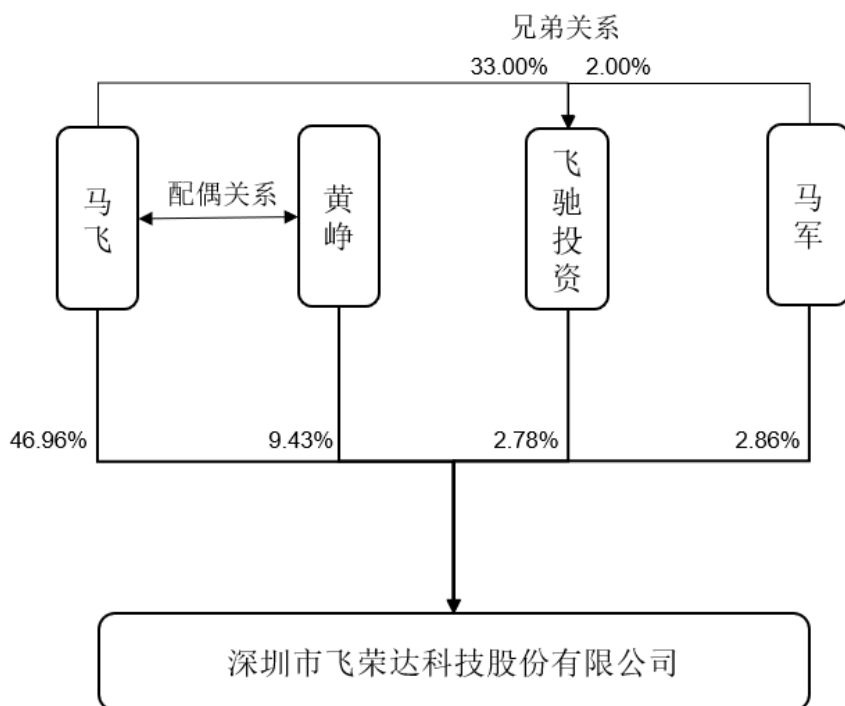 兄弟关系
33.00% 2.00%
马飞
配偶关系
黄峥
飞驰投资
马军
46.96%
9.43%
2.78%
2.86%
深圳市飞荣达科技股份有限公司